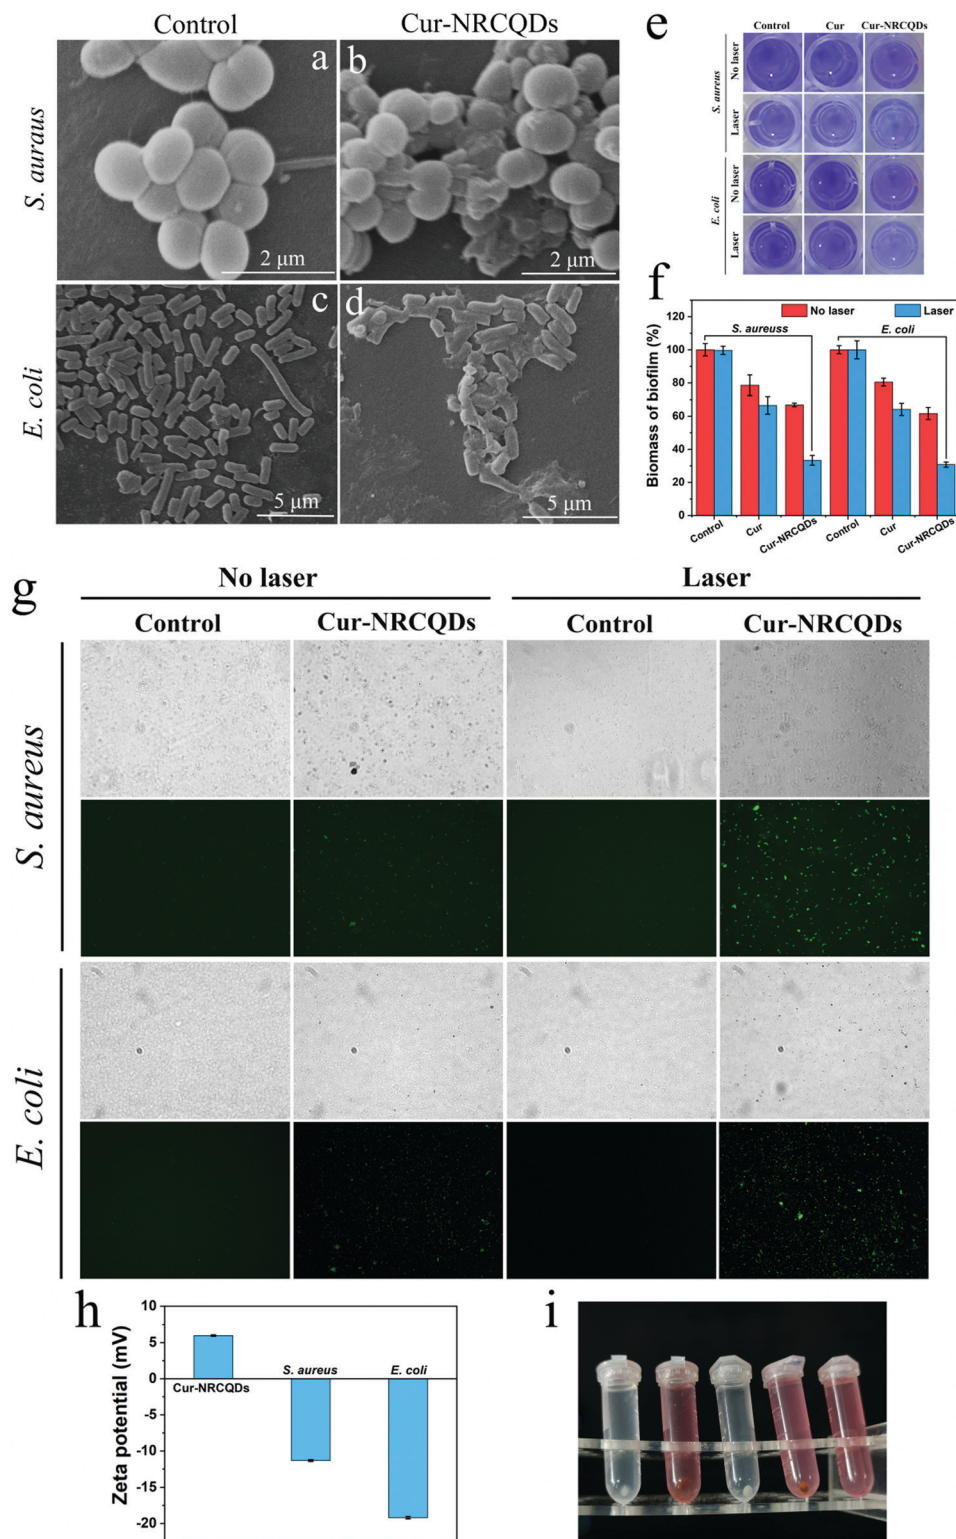 Control
Cur-NRCQDs
a
b
S. auraus
2 μm
2 μm
c
d
E. coli
5 μm
5 μm
e
Control
Cur
Cur-NRCQDs
S. aureus
No laser
Laser
E. coli
No laser
Laser
f
No laser
Laser
S. aureuss
E. coli
Biomass of biofilm (%)
120
100
80
60
40
20
0
Control
Cur
Cur-NRCQDs
Control
Cur
Cur-NRCQDs
g
No laser
Laser
Control
Cur-NRCQDs
Control
Cur-NRCQDs
S. aureus
E. coli
h
Zeta potential (mV)
10
5
0
-5
-10
-15
-20
Cur-NRCQDs
S. aureus
E. coli
i